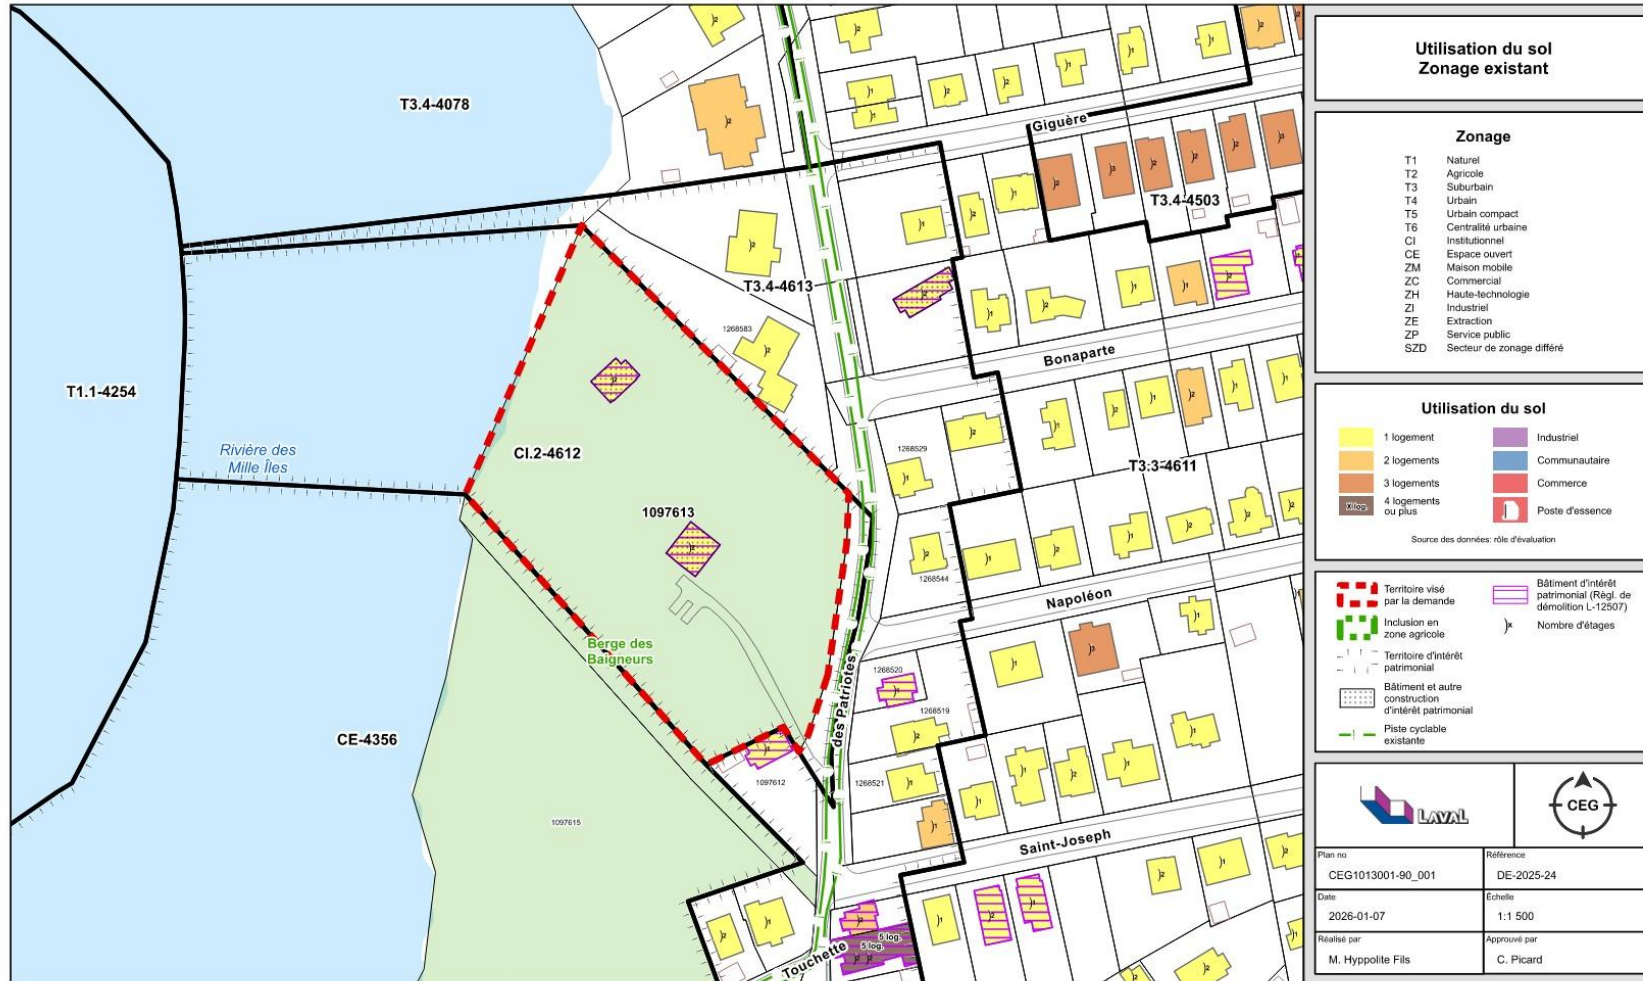 T3.4-4078
Giguère
T3.4-4503
T3.4-4613
1268583
Bonaparte
T1.1-4254
Rivière des
Mille Îles
CI.2-4612
1268529
T3.3-4611
1097613
1268544
Napoléon
Berge des
Baigneurs
des Patriotes
1268520
1268519
CE-4356
1097612
1268521
1097615
Saint-Joseph
5 log.
5 log.
Touchette
Utilisation du sol
Zonage existant
Zonage
T1 Naturel
T2 Agricole
T3 Suburbain
T4 Urbain
T5 Urbain compact
T6 Centralité urbaine
CI Institutionnel
CE Espace ouvert
ZM Maison mobile
ZC Commercial
ZH Haute-technologie
ZI Industriel
ZE Extraction
ZP Service public
SZD Secteur de zonage différé
Utilisation du sol
1 logement
2 logements
3 logements
X log.
4 logements
ou plus
Industriel
Communautaire
Commerce
Poste d'essence
Source des données: rôle d'évaluation
Territoire visé
par la demande
Inclusion en
zone agricole
Territoire d'intérêt
patrimonial
Bâtiment et autre
construction
d'intérêt patrimonial
Piste cyclable
existante
Bâtiment d'intérêt
patrimonial (Règl. de
démolition L-12507)
Nombre d'étages
LAVAL
CEG
Plan no
CEG1013001-90_001
Référence
DE-2025-24
Date
2026-01-07
Échelle
1:1 500
Réalisé par
M. Hyppolite Fils
Approuvé par
C. Picard